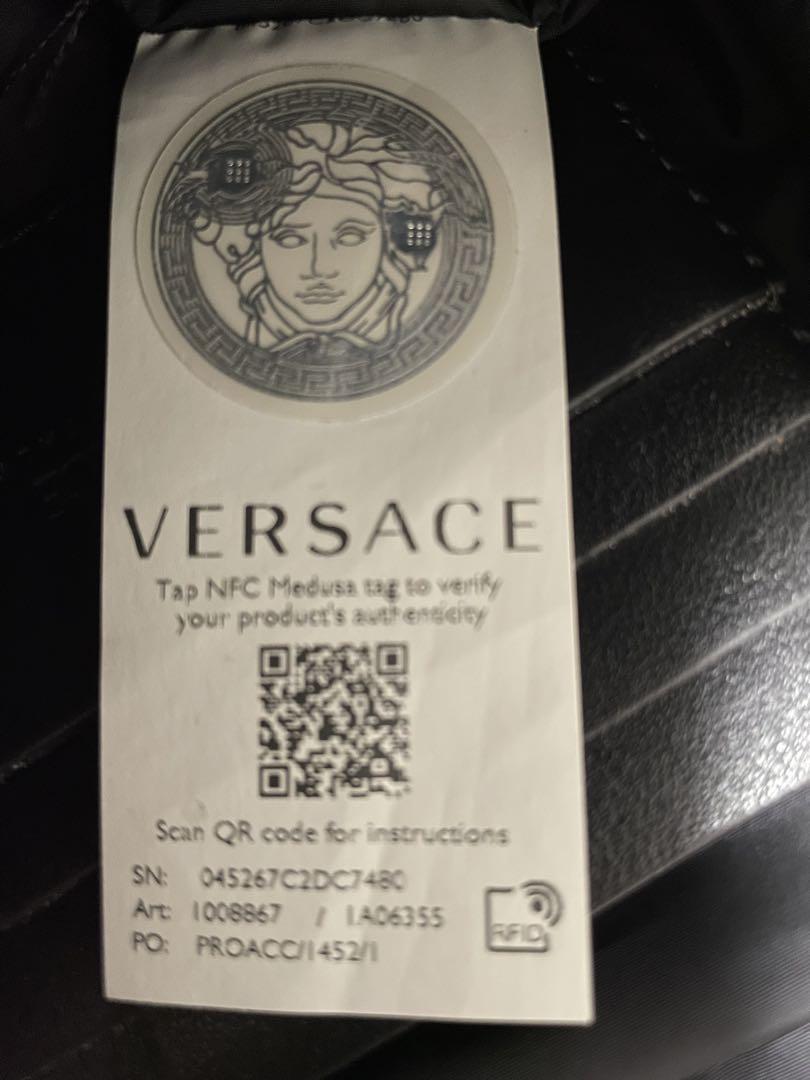 VERSACE
Tap NFC Medusa tag to verify
your product's authenticity
Scan QR code for instructions
SN: 045267C2DC7480
Art: 1008867 / 1A06355
PO: PROACC/1452/1
RFID